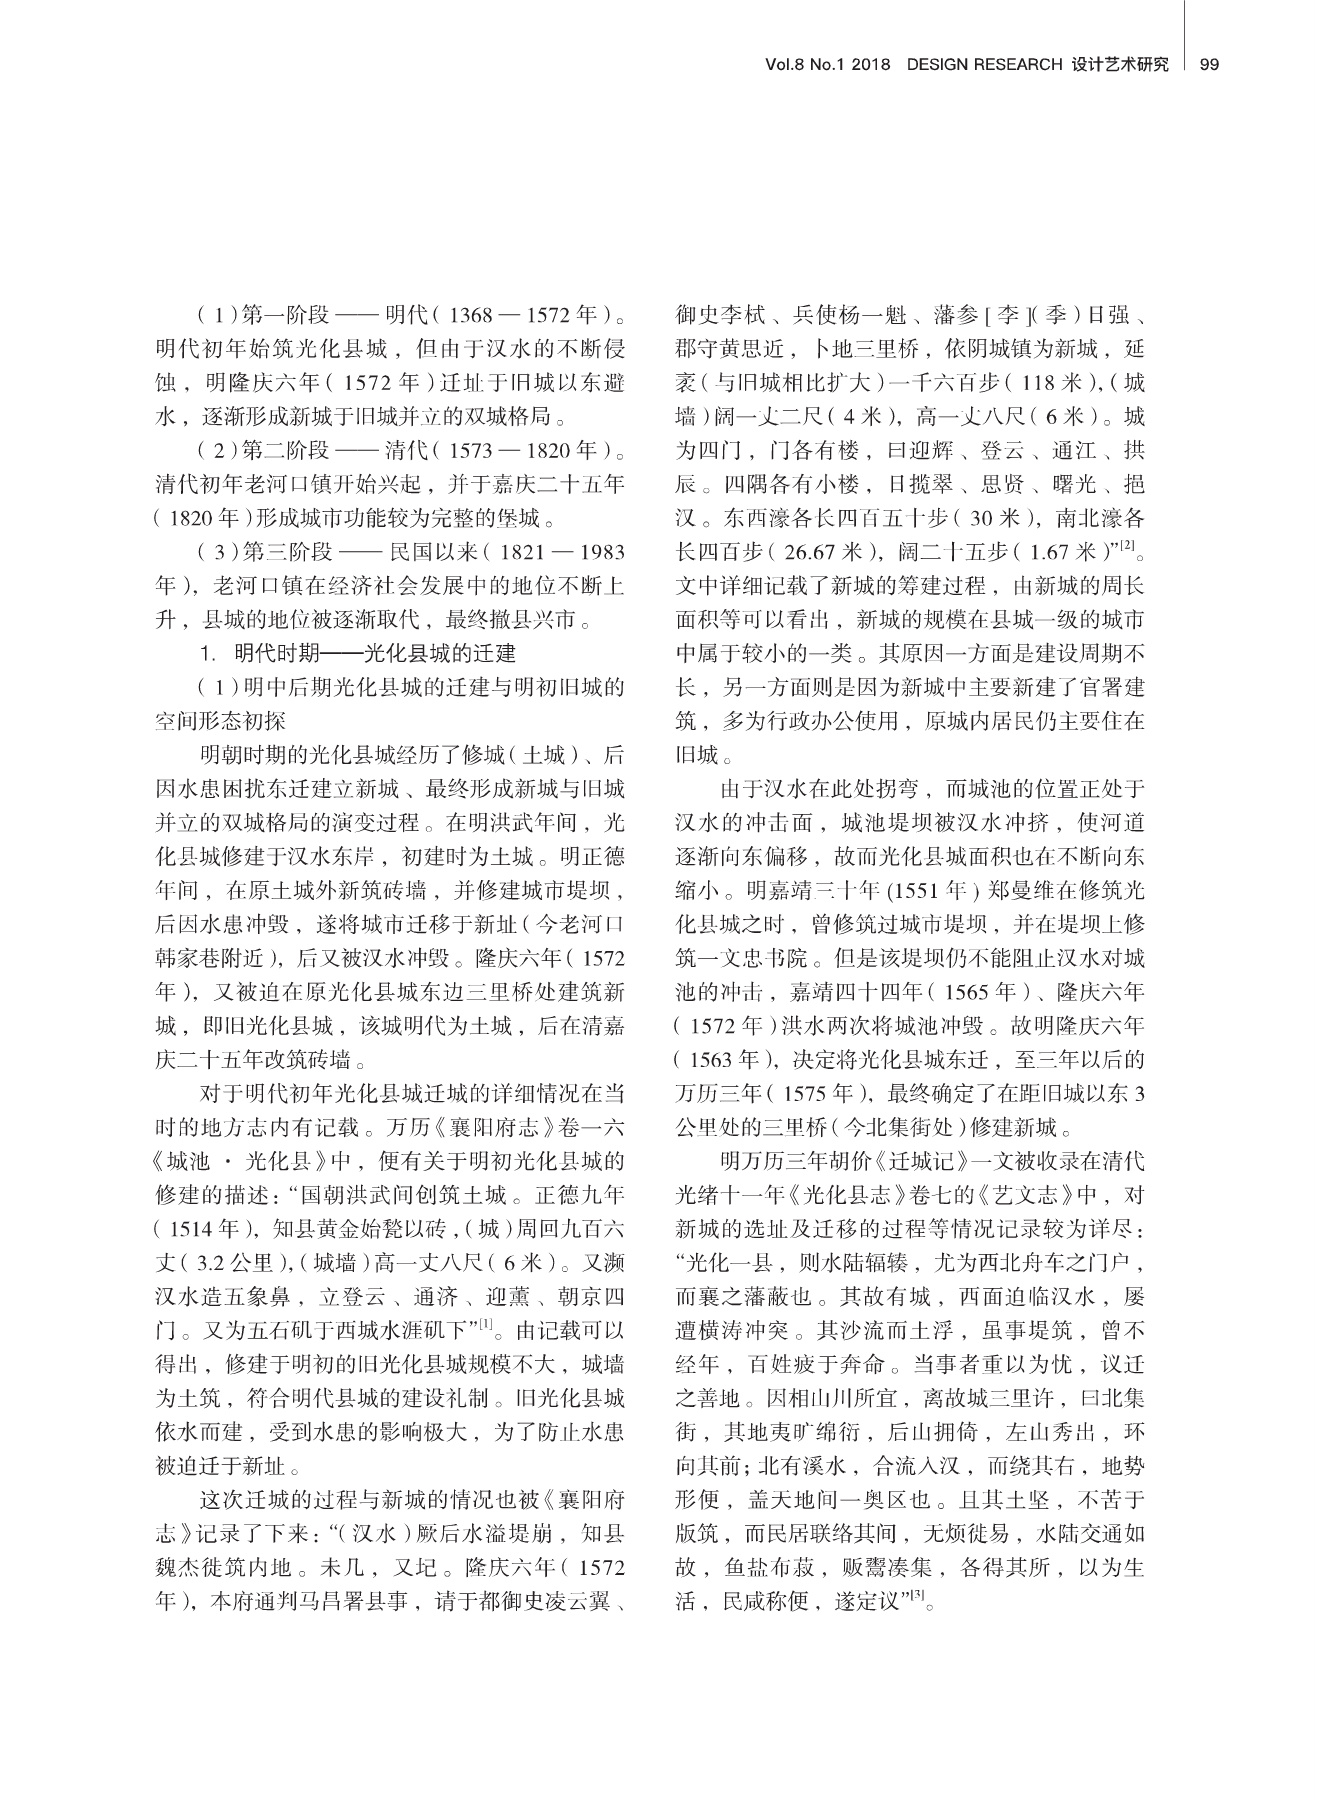 Vol.8 No.1 2018 DESIGN RESEARCH 设计艺术研究 99
（1）第一阶段——明代（1368—1572 年）。
明代初年始筑光化县城，但由于汉水的不断侵
蚀，明隆庆六年（1572 年）迁址于旧城以东避
水，逐渐形成新城于旧城并立的双城格局。
（2）第二阶段——清代（1573—1820 年）。
清代初年老河口镇开始兴起，并于嘉庆二十五年
（1820 年）形成城市功能较为完整的堡城。
（3）第三阶段——民国以来（1821—1983
年），老河口镇在经济社会发展中的地位不断上
升，县城的地位被逐渐取代，最终撤县兴市。
1. 明代时期——光化县城的迁建
（1）明中后期光化县城的迁建与明初旧城的
空间形态初探
明朝时期的光化县城经历了修城（土城）、后
因水患困扰东迁建立新城、最终形成新城与旧城
并立的双城格局的演变过程。在明洪武年间，光
化县城修建于汉水东岸，初建时为土城。明正德
年间，在原土城外新筑砖墙，并修建城市堤坝，
后因水患冲毁，遂将城市迁移于新址（今老河口
韩家巷附近），后又被汉水冲毁。隆庆六年（1572
年），又被迫在原光化县城东边三里桥处建筑新
城，即旧光化县城，该城明代为土城，后在清嘉
庆二十五年改筑砖墙。
对于明代初年光化县城迁城的详细情况在当
时的地方志内有记载。万历《襄阳府志》卷一六
《城池·光化县》中，便有关于明初光化县城的
修建的描述：“国朝洪武间创筑土城。正德九年
（1514 年），知县黄金始甃以砖，（城）周回九百六
丈（3.2 公里），（城墙）高一丈八尺（6 米）。又濒
汉水造五象鼻，立登云、通济、迎薰、朝京四
门。又为五石矶于西城水涯矶下”[1]。由记载可以
得出，修建于明初的旧光化县城规模不大，城墙
为土筑，符合明代县城的建设礼制。旧光化县城
依水而建，受到水患的影响极大，为了防止水患
被迫迁于新址。
这次迁城的过程与新城的情况也被《襄阳府
志》记录了下来：“（汉水）厥后水溢堤崩，知县
魏杰徙筑内地。未几，又圮。隆庆六年（1572
年），本府通判马昌署县事，请于都御史凌云翼、
御史李栻、兵使杨一魁、藩参 [ 李 ]（季）日强、
郡守黄思近，卜地三里桥，依阴城镇为新城，延
袤（与旧城相比扩大）一千六百步（118 米），（城
墙）阔一丈二尺（4 米），高一丈八尺（6 米）。城
为四门，门各有楼，曰迎辉、登云、通江、拱
辰。四隅各有小楼，日揽翠、思贤、曙光、挹
汉。东西濠各长四百五十步（30 米），南北濠各
长四百步（26.67 米），阔二十五步（1.67 米）”[2]。
文中详细记载了新城的筹建过程，由新城的周长
面积等可以看出，新城的规模在县城一级的城市
中属于较小的一类。其原因一方面是建设周期不
长，另一方面则是因为新城中主要新建了官署建
筑，多为行政办公使用，原城内居民仍主要住在
旧城。
由于汉水在此处拐弯，而城池的位置正处于
汉水的冲击面，城池堤坝被汉水冲挤，使河道
逐渐向东偏移，故而光化县城面积也在不断向东
缩小。明嘉靖三十年 (1551 年 ) 郑曼维在修筑光
化县城之时，曾修筑过城市堤坝，并在堤坝上修
筑一文忠书院。但是该堤坝仍不能阻止汉水对城
池的冲击，嘉靖四十四年（1565 年）、隆庆六年
（1572 年）洪水两次将城池冲毁。故明隆庆六年
（1563 年），决定将光化县城东迁，至三年以后的
万历三年（1575 年），最终确定了在距旧城以东 3
公里处的三里桥（今北集街处）修建新城。
明万历三年胡价《迁城记》一文被收录在清代
光绪十一年《光化县志》卷七的《艺文志》中，对
新城的选址及迁移的过程等情况记录较为详尽：
“光化一县，则水陆辐辏，尤为西北舟车之门户，
而襄之藩蔽也。其故有城，西面迫临汉水，屡
遭横涛冲突。其沙流而土浮，虽事堤筑，曾不
经年，百姓疲于奔命。当事者重以为忧，议迁
之善地。因相山川所宜，离故城三里许，曰北集
街，其地夷旷绵衍，后山拥倚，左山秀出，环
向其前；北有溪水，合流入汉，而绕其右，地势
形便，盖天地间一奥区也。且其土坚，不苦于
版筑，而民居联络其间，无烦徙易，水陆交通如
故，鱼盐布菽，贩鬻凑集，各得其所，以为生
活，民咸称便，遂定议”[3]。